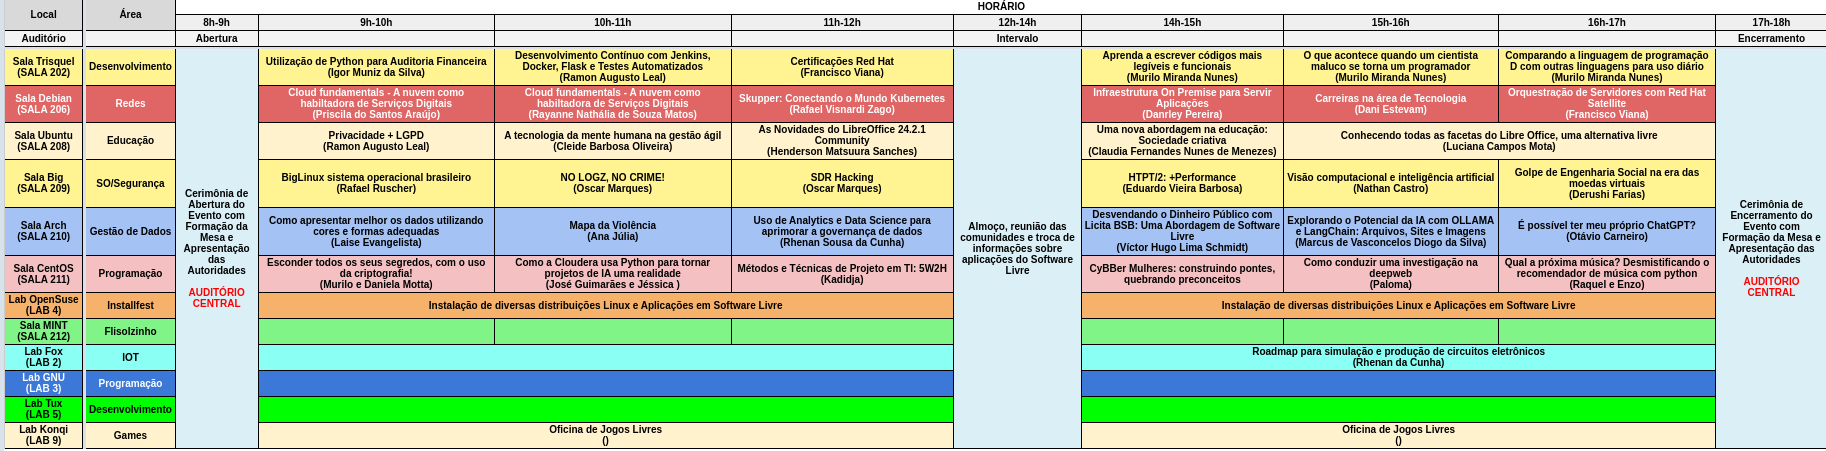 Local
Área
HORÁRIO
8h-9h
9h-10h
10h-11h
11h-12h
12h-14h
14h-15h
15h-16h
16h-17h
17h-18h
Auditório
Abertura
Intervalo
Encerramento
Cerimônia de
Abertura do
Evento com
Formação da
Mesa e
Apresentação
das
Autoridades
AUDITÓRIO
CENTRAL
Almoço, reunião das
comunidades e troca de
informações sobre
aplicações do Software
Livre
Cerimônia de
Encerramento do
Evento com
Formação da Mesa e
Apresentação das
Autoridades
AUDITÓRIO
CENTRAL
Sala Trisquel
(SALA 202)
Desenvolvimento
Utilização de Python para Auditoria Financeira
(Igor Muniz da Silva)
Desenvolvimento Contínuo com Jenkins,
Docker, Flask e Testes Automatizados
(Ramon Augusto Leal)
Certificações Red Hat
(Francisco Viana)
Aprenda a escrever códigos mais
legíveis e funcionais
(Murilo Miranda Nunes)
O que acontece quando um cientista
maluco se torna um programador
(Murilo Miranda Nunes)
Comparando a linguagem de programação
D com outras linguagens para uso diário
(Murilo Miranda Nunes)
Sala Debian
(SALA 206)
Redes
Cloud fundamentals - A nuvem como
habilitadora de Serviços Digitais
(Priscila do Santos Araújo)
Cloud fundamentals - A nuvem como
habilitadora de Serviços Digitais
(Rayanne Nathália de Souza Matos)
Skupper: Conectando o Mundo Kubernetes
(Rafael Visnardi Zago)
Infraestrutura On Premise para Servir
Aplicações
(Danrley Pereira)
Carreiras na área de Tecnologia
(Dani Estevam)
Orquestração de Servidores com Red Hat
Satellite
(Francisco Viana)
Sala Ubuntu
(SALA 208)
Educação
Privacidade + LGPD
(Ramon Augusto Leal)
A tecnologia da mente humana na gestão ágil
(Cleide Barbosa Oliveira)
As Novidades do LibreOffice 24.2.1
Community
(Henderson Matsuura Sanches)
Uma nova abordagem na educação:
Sociedade criativa
(Claudia Fernandes Nunes de Menezes)
Conhecendo todas as facetas do Libre Office, uma alternativa livre
(Luciana Campos Mota)
Sala Big
(SALA 209)
SO/Segurança
BigLinux sistema operacional brasileiro
(Rafael Ruscher)
NO LOGZ, NO CRIME!
(Oscar Marques)
SDR Hacking
(Oscar Marques)
HTPT/2: +Performance
(Eduardo Vieira Barbosa)
Visão computacional e inteligência artificial
(Nathan Castro)
Golpe de Engenharia Social na era das
moedas virtuais
(Derushi Farias)
Sala Arch
(SALA 210)
Gestão de Dados
Como apresentar melhor os dados utilizando
cores e formas adequadas
(Laise Evangelista)
Mapa da Violência
(Ana Júlia)
Uso de Analytics e Data Science para
aprimorar a governança de dados
(Rhenan Sousa da Cunha)
Desvendando o Dinheiro Público com
Licita BSB: Uma Abordagem de Software
Livre
(Víctor Hugo Lima Schmidt)
Explorando o Potencial da IA com OLLAMA
e LangChain: Arquivos, Sites e Imagens
(Marcus de Vasconcelos Diogo da Silva)
É possível ter meu próprio ChatGPT?
(Otávio Carneiro)
Sala CentOS
(SALA 211)
Programação
Esconder todos os seus segredos, com o uso
da criptografia!
(Murilo e Daniela Motta)
Como a Cloudera usa Python para tornar
projetos de IA uma realidade
(José Guimarães e Jéssica )
Métodos e Técnicas de Projeto em TI: 5W2H
(Kadidja)
CyBBer Mulheres: construindo pontes,
quebrando preconceitos
Como conduzir uma investigação na
deepweb
(Paloma)
Qual a próxima música? Desmistificando o
recomendador de música com python
(Raquel e Enzo)
Lab OpenSuse
(LAB 4)
Installfest
Instalação de diversas distribuições Linux e Aplicações em Software Livre
Instalação de diversas distribuições Linux e Aplicações em Software Livre
Sala MINT
(SALA 212)
Flisolzinho
Lab Fox
(LAB 2)
IOT
Roadmap para simulação e produção de circuitos eletrônicos
(Rhenan da Cunha)
Lab GNU
(LAB 3)
Programação
Lab Tux
(LAB 5)
Desenvolvimento
Lab Konqi
(LAB 9)
Games
Oficina de Jogos Livres
()
Oficina de Jogos Livres
()